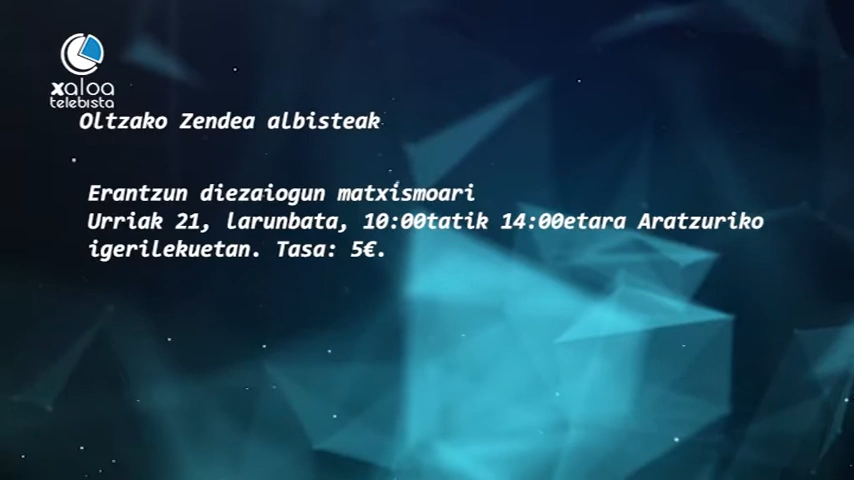 xaloa
telebista
Oltzako Zendea albisteak
Erantzun diezaiogun matxismoari
Urriak 21, larunbata, 10:00tatik 14:00etara Aratzuriko
igerilekuetan. Tasa: 5€.